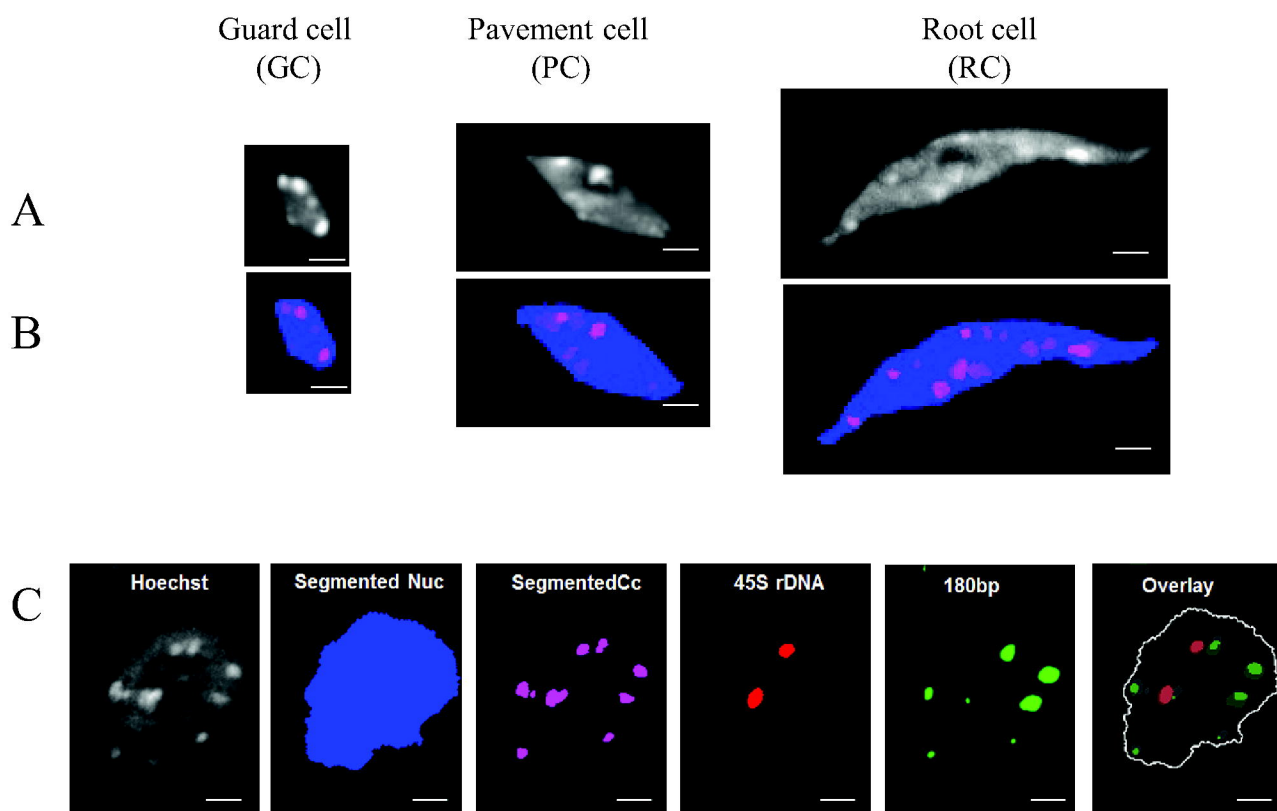 Guard cell
(GC)
Pavement cell
(PC)
Root cell
(RC)
A
B
C
Hoechst
Segmented Nuc
SegmentedCc
45S rDNA
180bp
Overlay